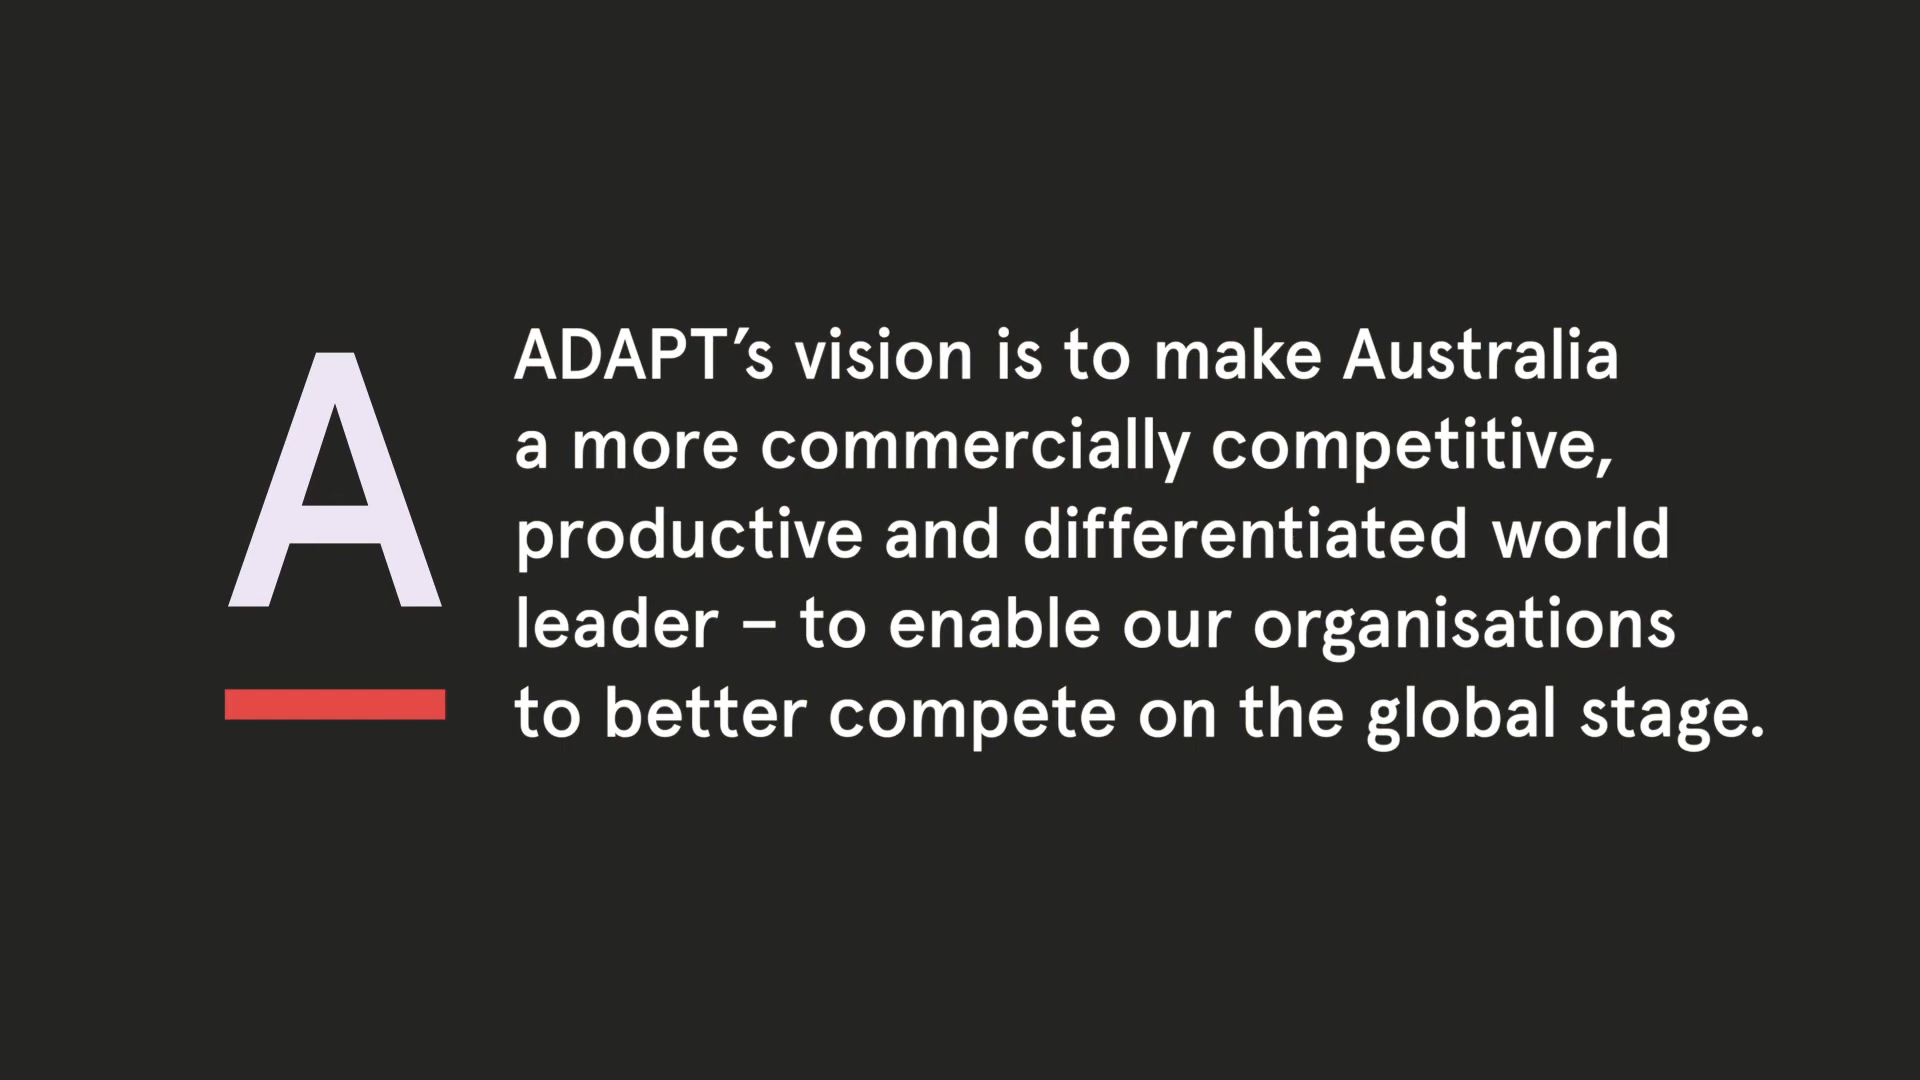 A
ADAPT’s vision is to make Australia
a more commercially competitive,
productive and differentiated world
leader – to enable our organisations
to better compete on the global stage.